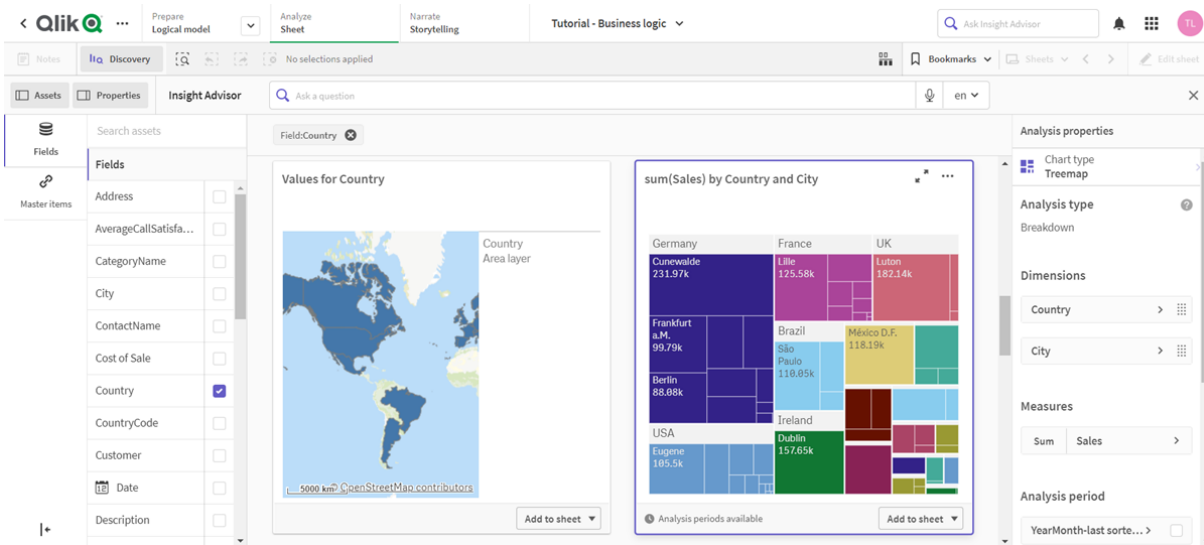 Qlik
Prepare
Logical model
Analyze
Sheet
Narrate
Storytelling
Tutorial - Business logic
Ask Insight Advisor
TL
Notes
Discovery
No selections applied
Bookmarks
Sheets
Edit sheet
Assets
Properties
Insight Advisor
Ask a question
en
Fields
Master items
Search assets
Fields
Address
AverageCallSatisfa...
CategoryName
City
ContactName
Cost of Sale
Country
CountryCode
Customer
Date
Description
Field:Country
Values for Country
Country
Area layer
5000 km
© OpenStreetMap contributors
Add to sheet
sum(Sales) by Country and City
Germany
Cunewalde
231.97k
Frankfurt
a.M.
99.79k
Berlin
88.08k
USA
Eugene
105.5k
France
Lille
125.58k
UK
Luton
182.14k
Brazil
São
Paulo
110.05k
México D.F.
118.19k
Ireland
Dublin
157.65k
Analysis periods available
Add to sheet
Analysis properties
Chart type
Treemap
Analysis type
Breakdown
Dimensions
Country
City
Measures
Sum Sales
Analysis period
YearMonth-last sorte...